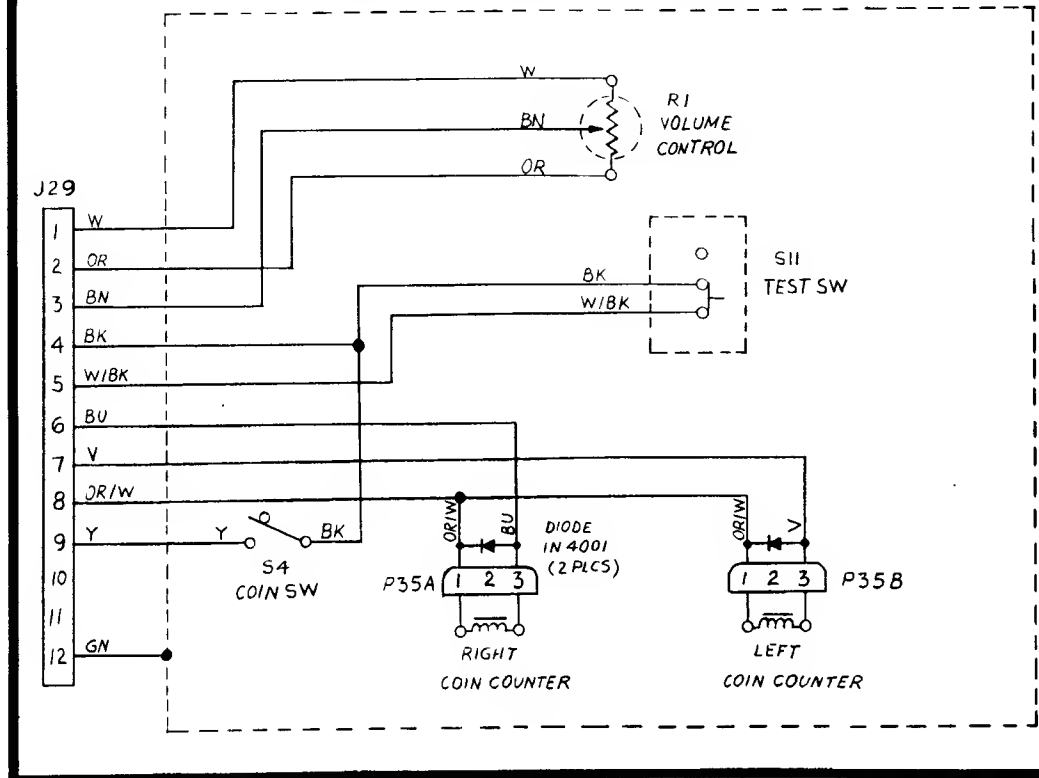 W
R1
VOLUME
CONTROL
BN
OR
J29
1 W
2 OR
3 BN
4 BK
5 W/BK
6 BU
7 V
8 OR/W
9 Y
10
11
12 GN
BK
W/BK
S11
TEST SW
Y
BK
S4
COIN SW
OR/W
BU
DIODE
IN 4001
(2 PLCS)
P35A
1 2 3
RIGHT
COIN COUNTER
OR/W
V
1 2 3
P35B
LEFT
COIN COUNTER